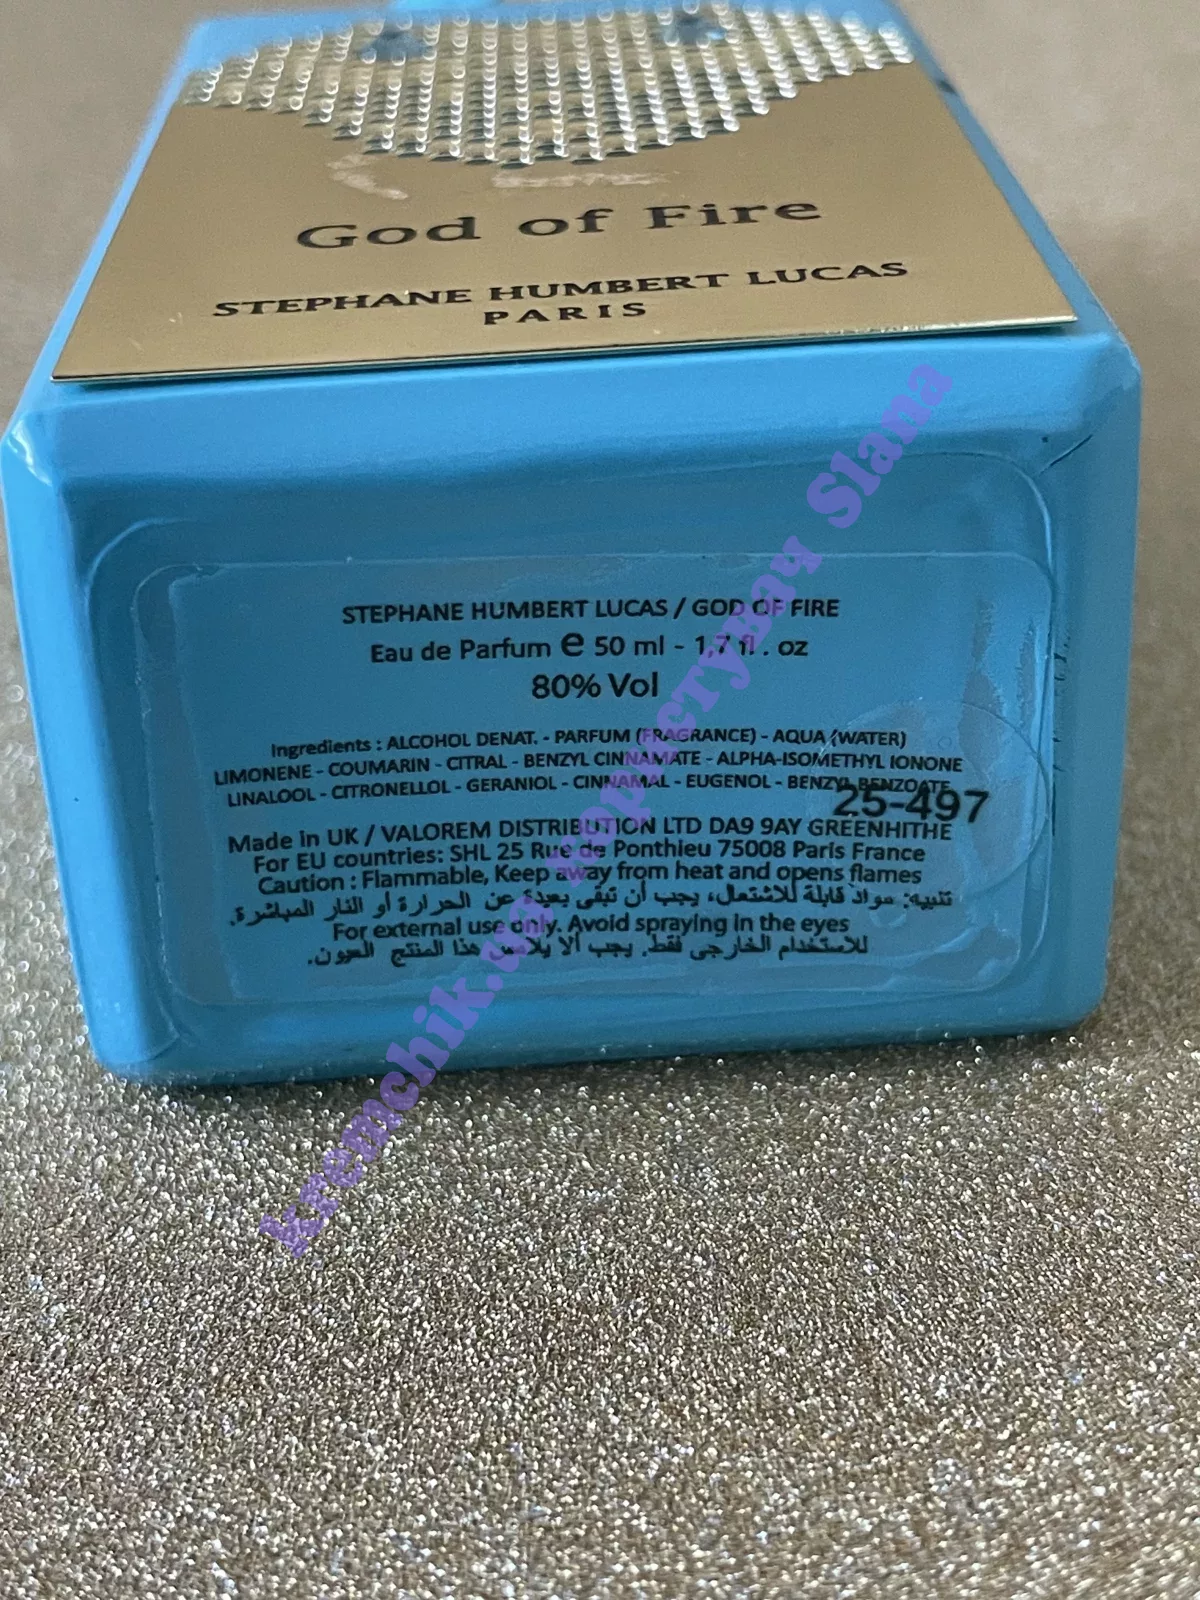 God of Fire
STEPHANE HUMBERT LUCAS
PARIS
STEPHANE HUMBERT LUCAS / GOD OF FIRE
Eau de Parfum e 50 ml - 1,7 fl . oz
80% Vol
Ingredients : ALCOHOL DENAT. - PARFUM (FRAGRANCE) - AQUA (WATER)
LIMONENE - COUMARIN - CITRAL - BENZYL CINNAMATE - ALPHA-ISOMETHYL IONONE
LINALOOL - CITRONELLOL - GERANIOL - CINNAMAL - EUGENOL - BENZYL BENZOATE
25-497
Made in UK / VALOREM DISTRIBUTION LTD DA9 9AY GREENHITHE
For EU countries: SHL 25 Rue de Ponthieu 75008 Paris France
Caution : Flammable, Keep away from heat and opens flames
تنبيه: مواد قابلة للاشتعال، يجب أن تبقى بعيدة عن الحرارة أو النار المباشرة.
For external use only. Avoid spraying in the eyes
للاستخدام الخارجي فقط. يجب ألا يلامس هذا المنتج العيون.
kremchik.ua користувач Slana